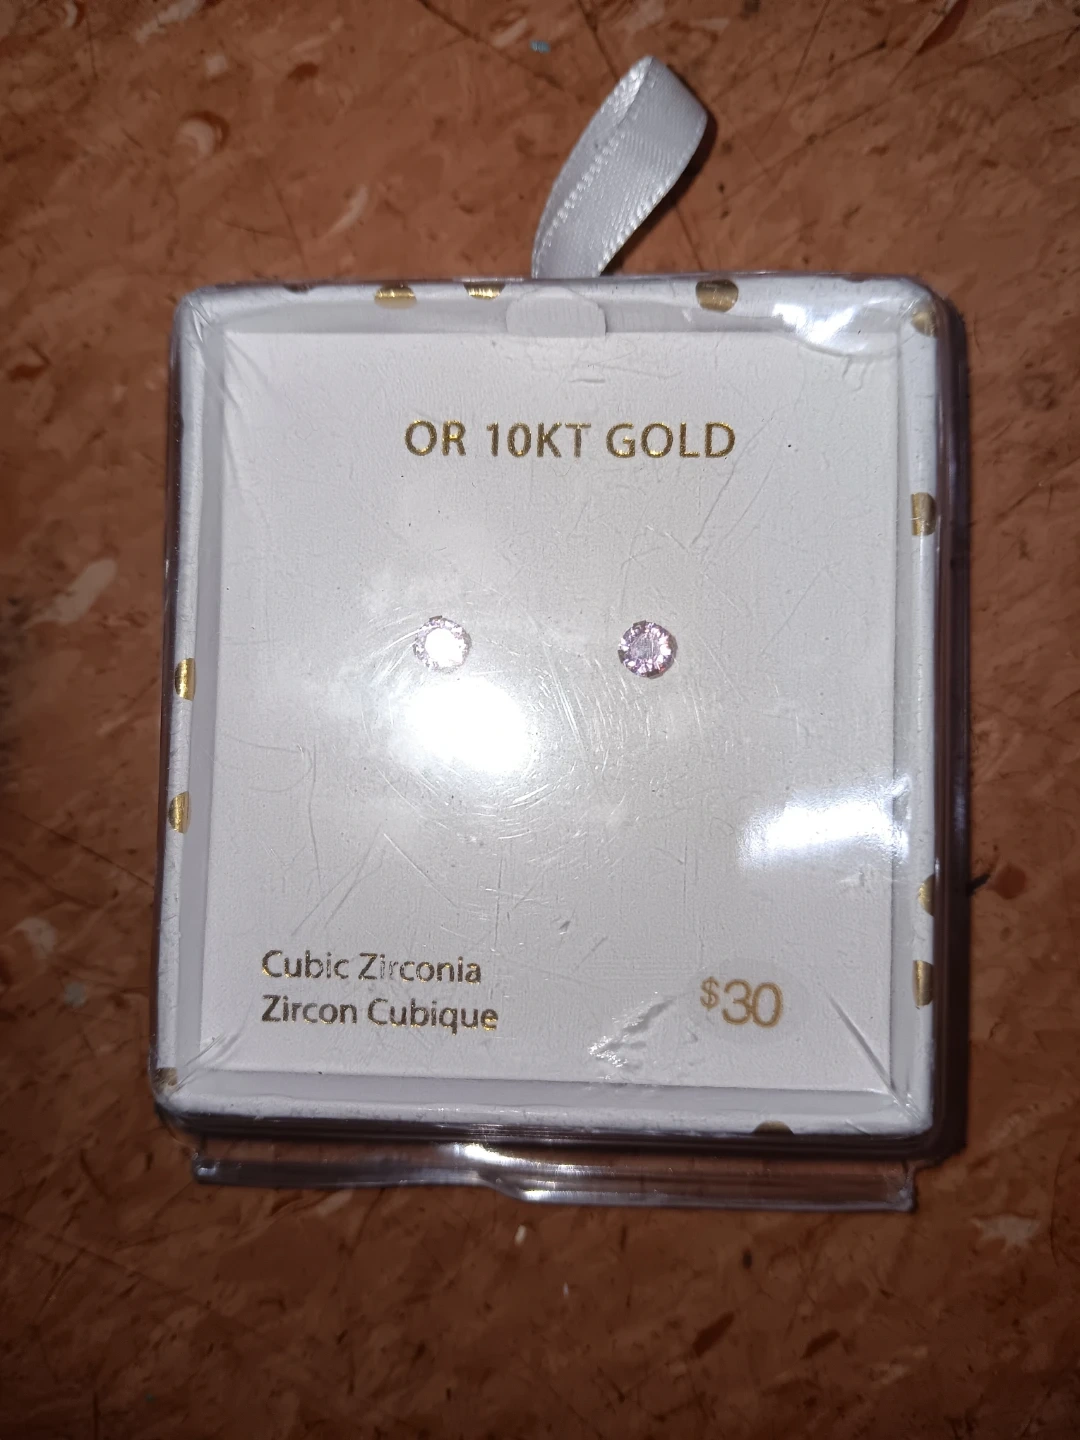 OR 10KT GOLD
Cubic Zirconia
Zircon Cubique
$30